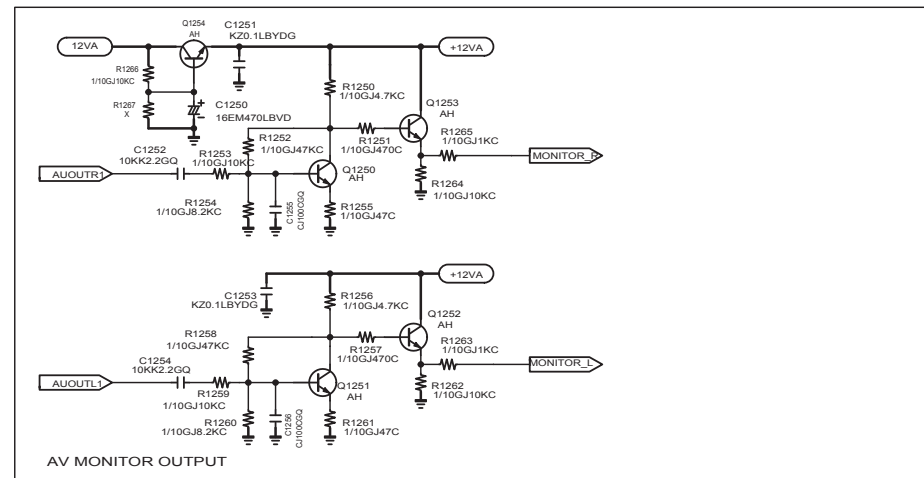 Q1254
AH
C1251
KZ0.1LBYDG
12VA
+12VA
R1266
1/10GJ10KC
R1267
X
C1250
16EM470LBVD
R1250
1/10GJ4.7KC
Q1253
AH
R1252
1/10GJ47KC
R1251
1/10GJ470C
R1265
1/10GJ1KC
C1252
10KK2.2GQ
R1253
1/10GJ10KC
Q1250
AH
MONITOR_R
AUOUTR1
R1264
1/10GJ10KC
R1254
1/10GJ8.2KC
C1255
CJ100CGQ
R1255
1/10GJ47C
+12VA
C1253
KZ0.1LBYDG
R1256
1/10GJ4.7KC
Q1252
AH
R1258
1/10GJ47KC
R1257
1/10GJ470C
R1263
1/10GJ1KC
C1254
10KK2.2GQ
MONITOR_L
AUOUTL1
R1259
1/10GJ10KC
Q1251
AH
R1262
1/10GJ10KC
R1260
1/10GJ8.2KC
C1256
CJ100CGQ
R1261
1/10GJ47C
AV MONITOR OUTPUT